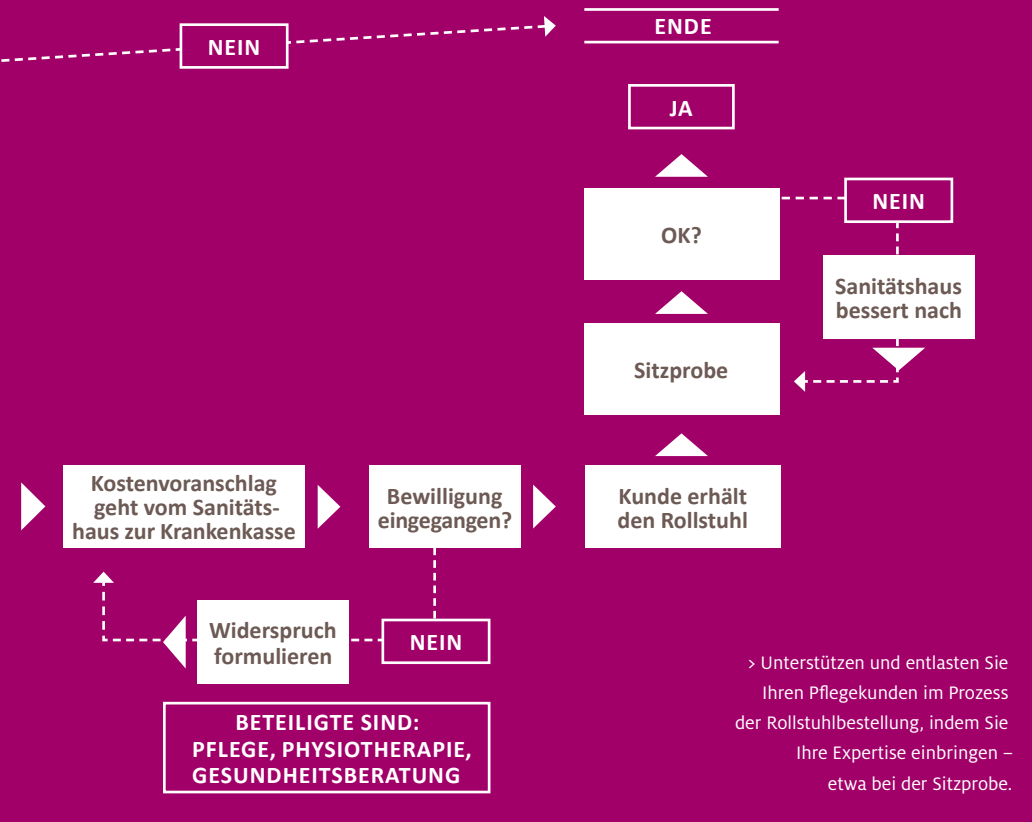 NEIN
ENDE
JA
OK?
NEIN
Sanitätshaus
bessert nach
Sitzprobe
Kostenvoranschlag
geht vom Sanitäts-
haus zur Krankenkasse
Bewilligung
eingegangen?
Kunde erhält
den Rollstuhl
Widerspruch
formulieren
NEIN
BETEILIGTE SIND:
PFLEGE, PHYSIOTHERAPIE,
GESUNDHEITSBERATUNG
› Unterstützen und entlasten Sie
Ihren Pflegekunden im Prozess
der Rollstuhlbestellung, indem Sie
Ihre Expertise einbringen –
etwa bei der Sitzprobe.